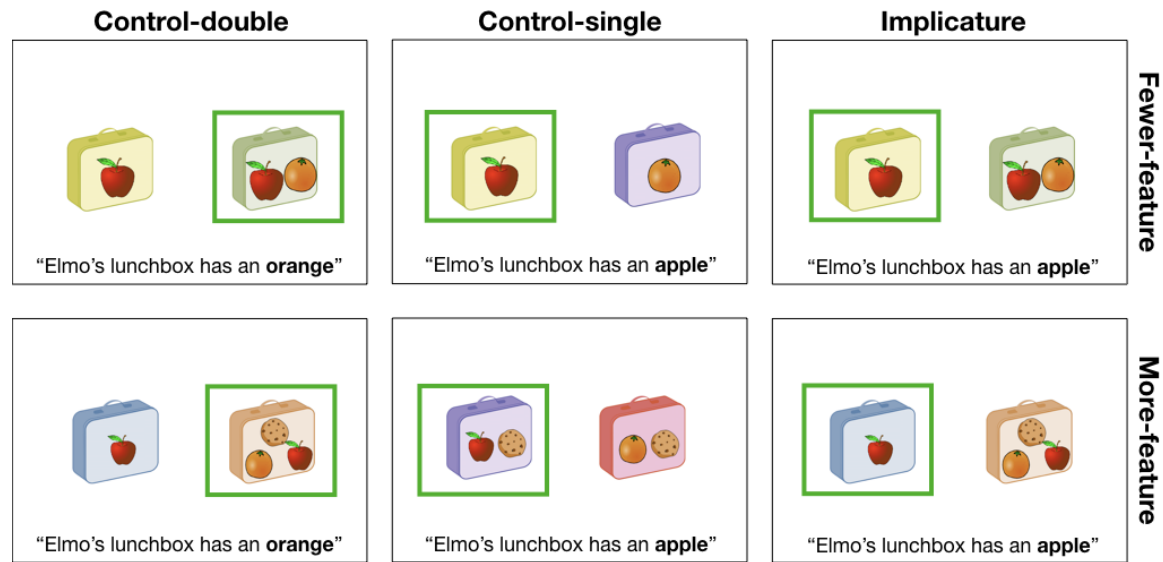 Control-double
Control-single
Implicature
“Elmo’s lunchbox has an orange”
“Elmo’s lunchbox has an apple”
“Elmo’s lunchbox has an apple”
Fewer-feature
“Elmo’s lunchbox has an orange”
“Elmo’s lunchbox has an apple”
“Elmo’s lunchbox has an apple”
More-feature